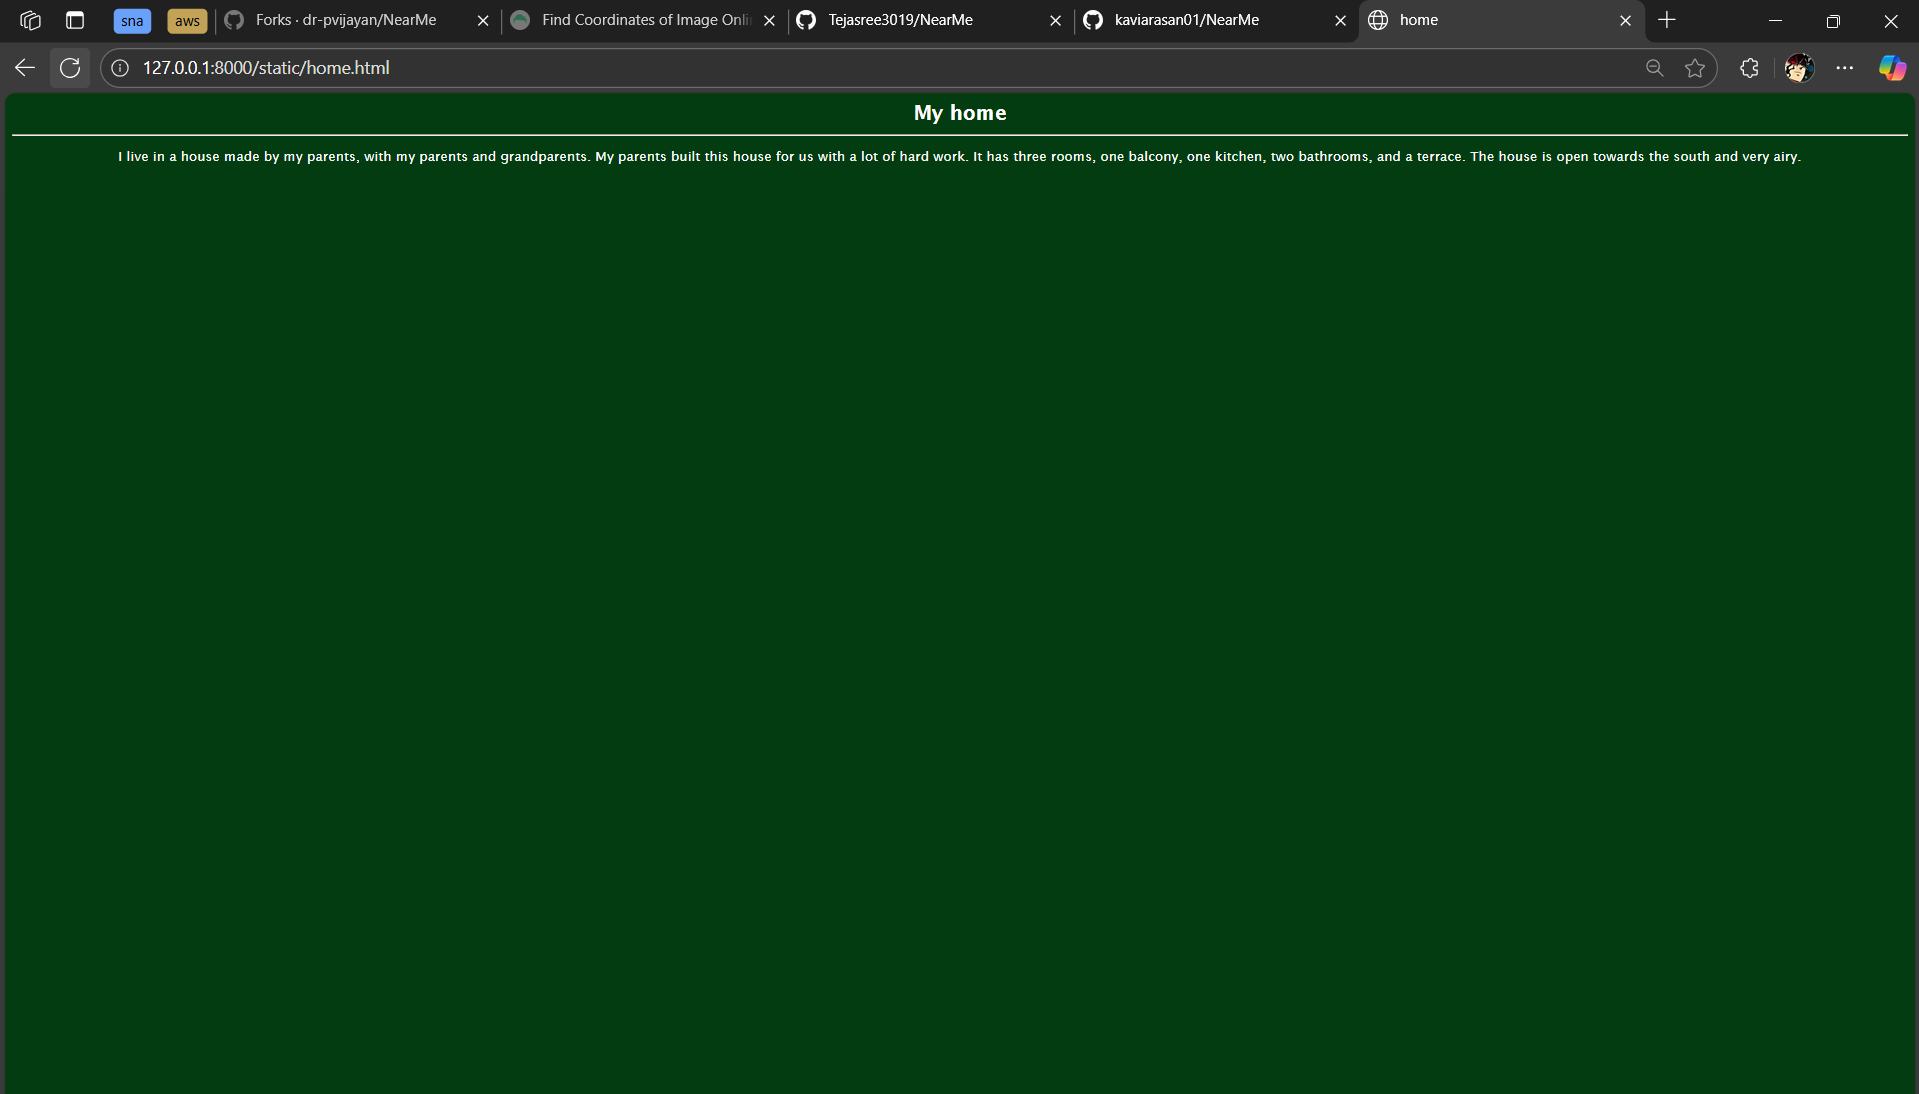 sna aws Forks · dr-pvijayan/NearMe Find Coordinates of Image Onli Tejasree3019/NearMe kaviarasan01/NearMe home
127.0.0.1:8000/static/home.html
My home
I live in a house made by my parents, with my parents and grandparents. My parents built this house for us with a lot of hard work. It has three rooms, one balcony, one kitchen, two bathrooms, and a terrace. The house is open towards the south and very airy.